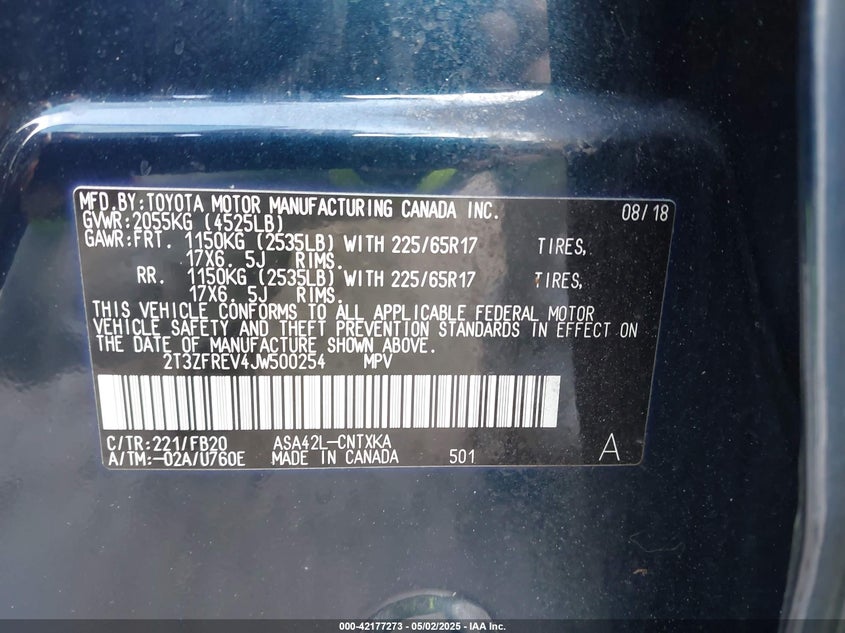 MFD.BY:TOYOTA MOTOR MANUFACTURING CANADA INC. 08/18
GVWR:2055KG (4525LB)
GAWR:FRT. 1150KG (2535LB) WITH 225/65R17 TIRES,
17X6. 5J RIMS.
RR. 1150KG (2535LB) WITH 225/65R17 TIRES,
17X6. 5J RIMS.
THIS VEHICLE CONFORMS TO ALL APPLICABLE FEDERAL MOTOR
VEHICLE SAFETY AND THEFT PREVENTION STANDARDS IN EFFECT ON
THE DATE OF MANUFACTURE SHOWN ABOVE.
2T3ZFREV4JW500254 MPV
C/TR:221/FB20 ASA42L-CNTXKA
A/TM:-02A/U760E MADE IN CANADA 501 A
000-42177273 - 05/02/2025 - IAA Inc.